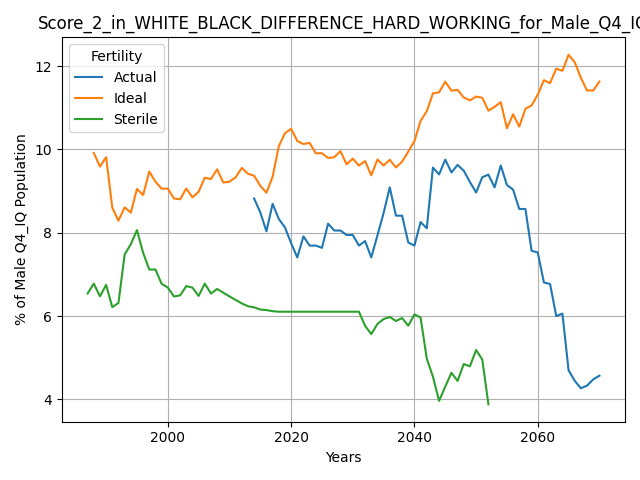 Score_2_in_WHITE_BLACK_DIFFERENCE_HARD_WORKING_for_Male_Q4_IQ
Fertility
Actual
Ideal
Sterile
% of Male Q4_IQ Population
12
10
8
6
4
2000
2020
2040
2060
Years